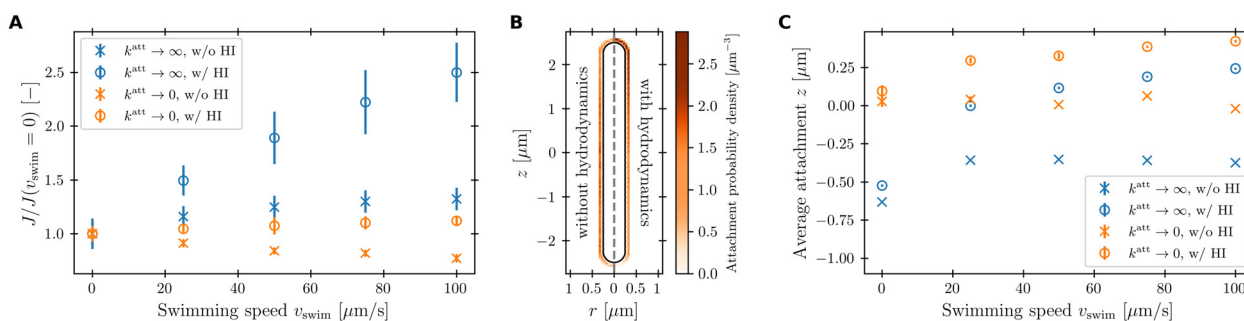 A
J/J(v_swim = 0) [−]
2.5
2.0
1.5
1.0
k^att → ∞, w/o HI
k^att → ∞, w/ HI
k^att → 0, w/o HI
k^att → 0, w/ HI
0 20 40 60 80 100
Swimming speed v_swim [μm/s]
B
z [μm]
2
1
0
−1
−2
without hydrodynamics
with hydrodynamics
1 0.5 0 0.5 1
r [μm]
2.5
2.0
1.5
1.0
0.5
0.0
Attachment probability density [μm⁻³]
C
Average attachment z [μm]
0.25
0.00
−0.25
−0.50
−0.75
−1.00
k^att → ∞, w/o HI
k^att → ∞, w/ HI
k^att → 0, w/o HI
k^att → 0, w/ HI
0 20 40 60 80 100
Swimming speed v_swim [μm/s]